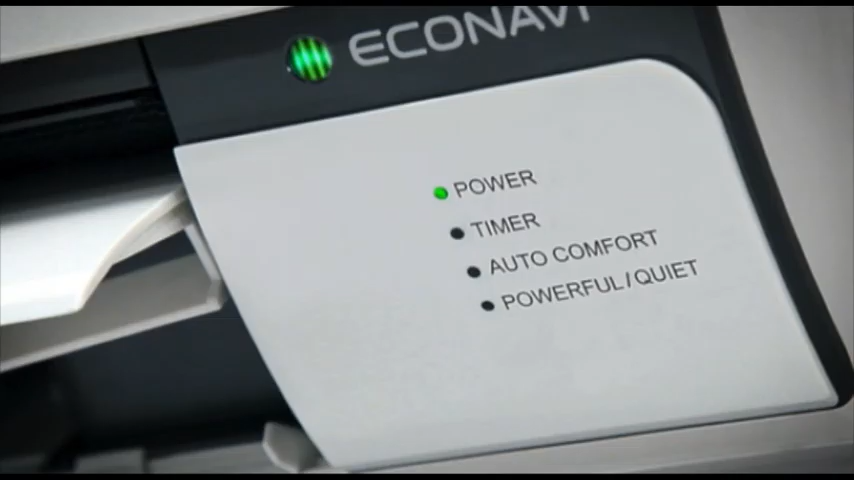 ECONAVI
POWER
TIMER
AUTO COMFORT
POWERFUL/QUIET